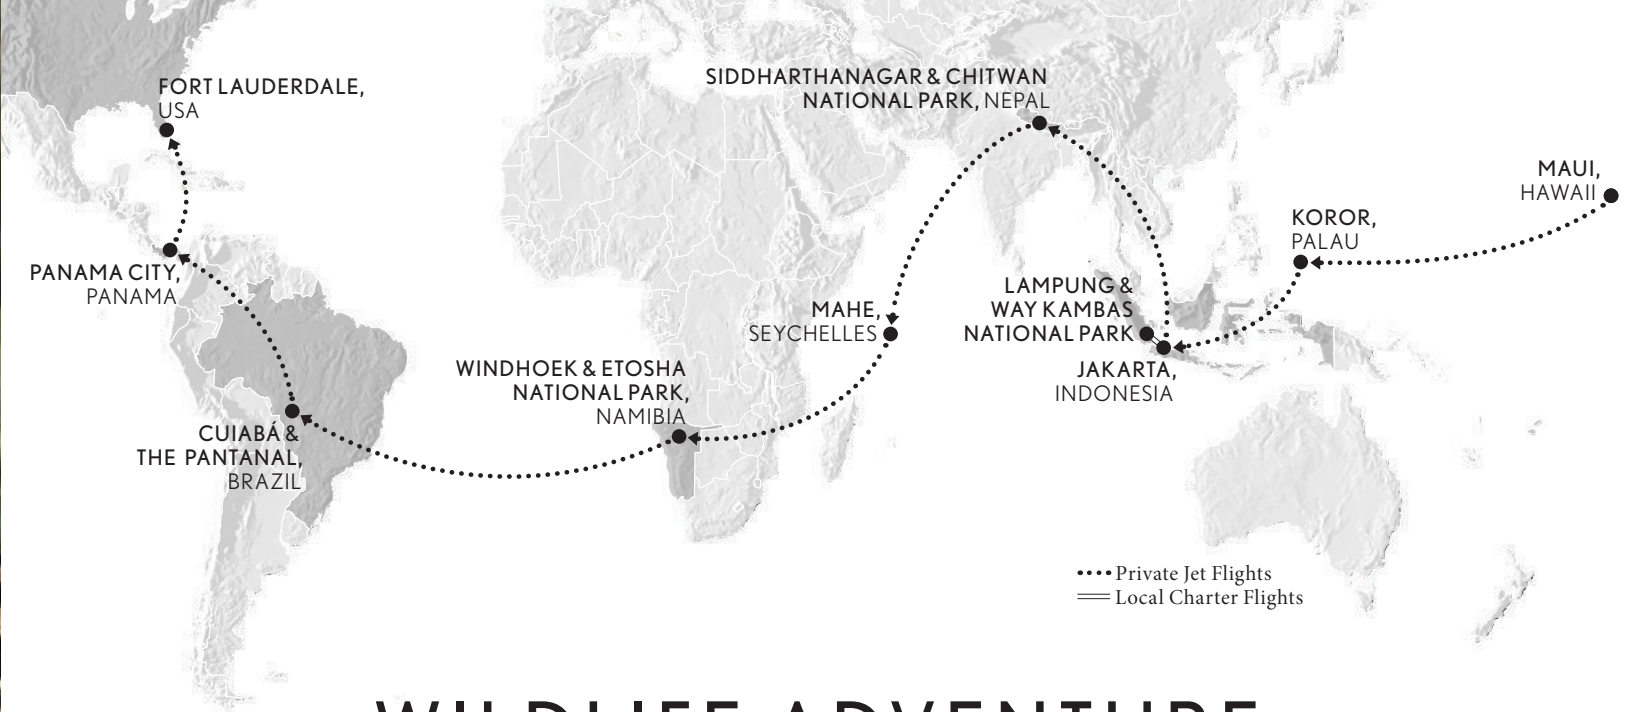 FORT LAUDERDALE,
USA
SIDDHARTHANAGAR & CHITWAN
NATIONAL PARK, NEPAL
MAUI,
HAWAII
KOROR,
PALAU
PANAMA CITY,
PANAMA
LAMPUNG &
WAY KAMBAS
NATIONAL PARK
MAHE,
SEYCHELLES
JAKARTA,
INDONESIA
WINDHOEK & ETOSHA
NATIONAL PARK,
NAMIBIA
CUIABÁ &
THE PANTANAL,
BRAZIL
Private Jet Flights
Local Charter Flights
WILDLIFE ADVENTURE